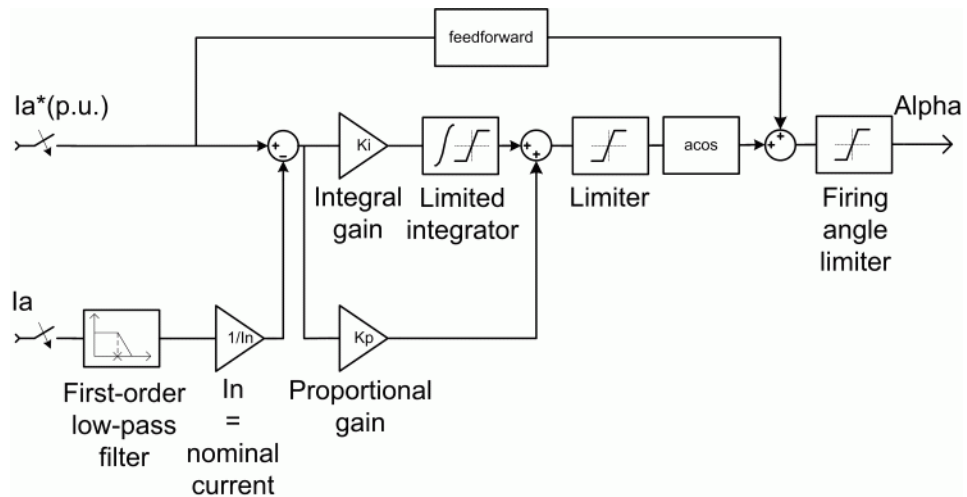 feedforward
Ia*(p.u.)
Alpha
+
-
Ki
+
+
acos
+
+
Integral
gain
Limited
integrator
Limiter
Firing
angle
limiter
Ia
1/In
Kp
First-order
low-pass
filter
In
=
nominal
current
Proportional
gain